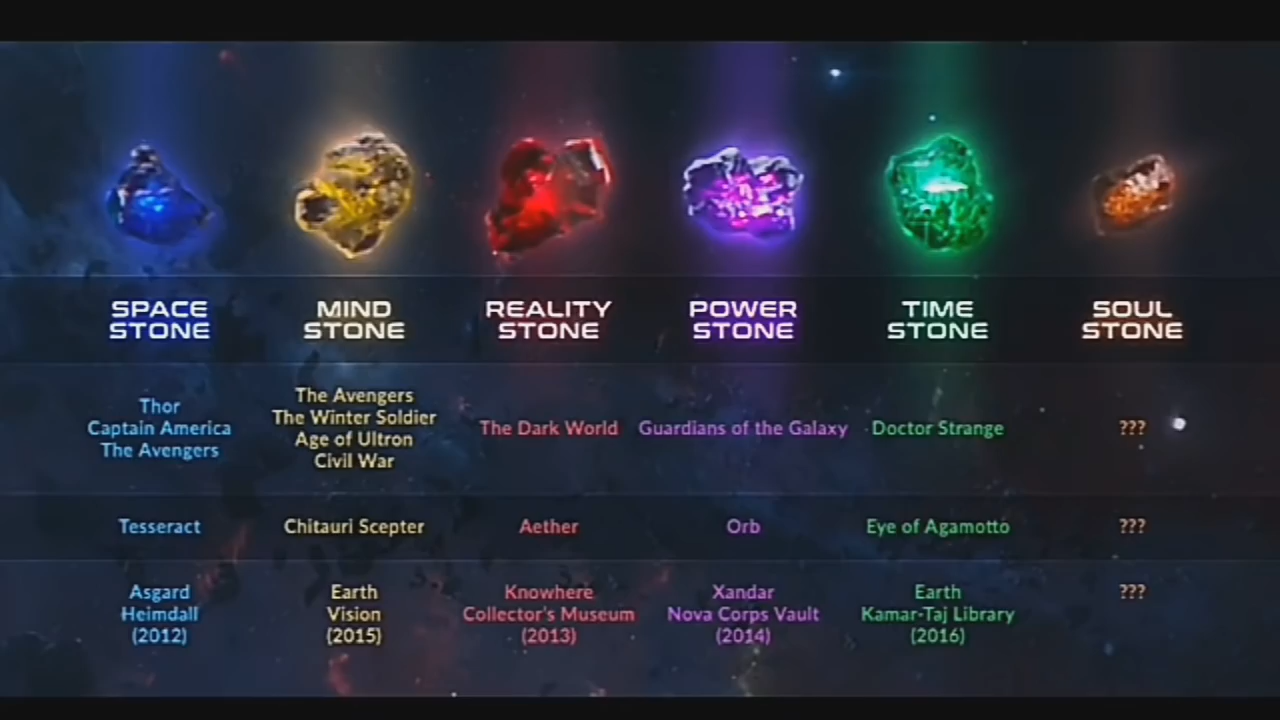 SPACE
STONE
MIND
STONE
REALITY
STONE
POWER
STONE
TIME
STONE
SOUL
STONE
Thor
Captain America
The Avengers
The Avengers
The Winter Soldier
Age of Ultron
Civil War
The Dark World
Guardians of the Galaxy
Doctor Strange
???
Tesseract
Chitauri Scepter
Aether
Orb
Eye of Agamotto
???
Asgard
Heimdall
(2012)
Earth
Vision
(2015)
Knowhere
Collector's Museum
(2013)
Xandar
Nova Corps Vault
(2014)
Earth
Kamar-Taj Library
(2016)
???